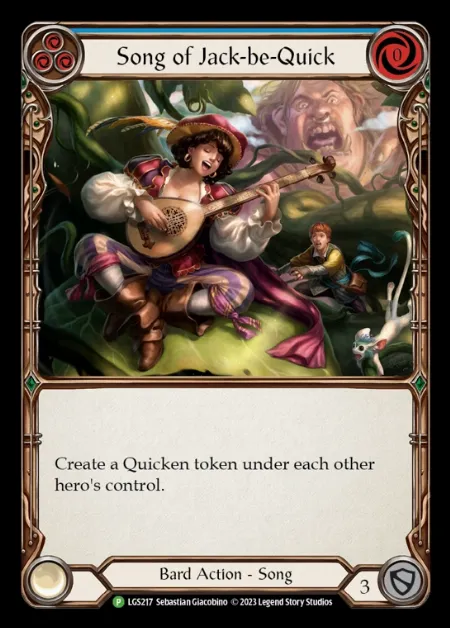 Song of Jack-be-Quick
0
Create a Quicken token under each other
hero's control.
Bard Action - Song
3
P LGS217 Sebastian Giacobino © 2023 Legend Story Studios